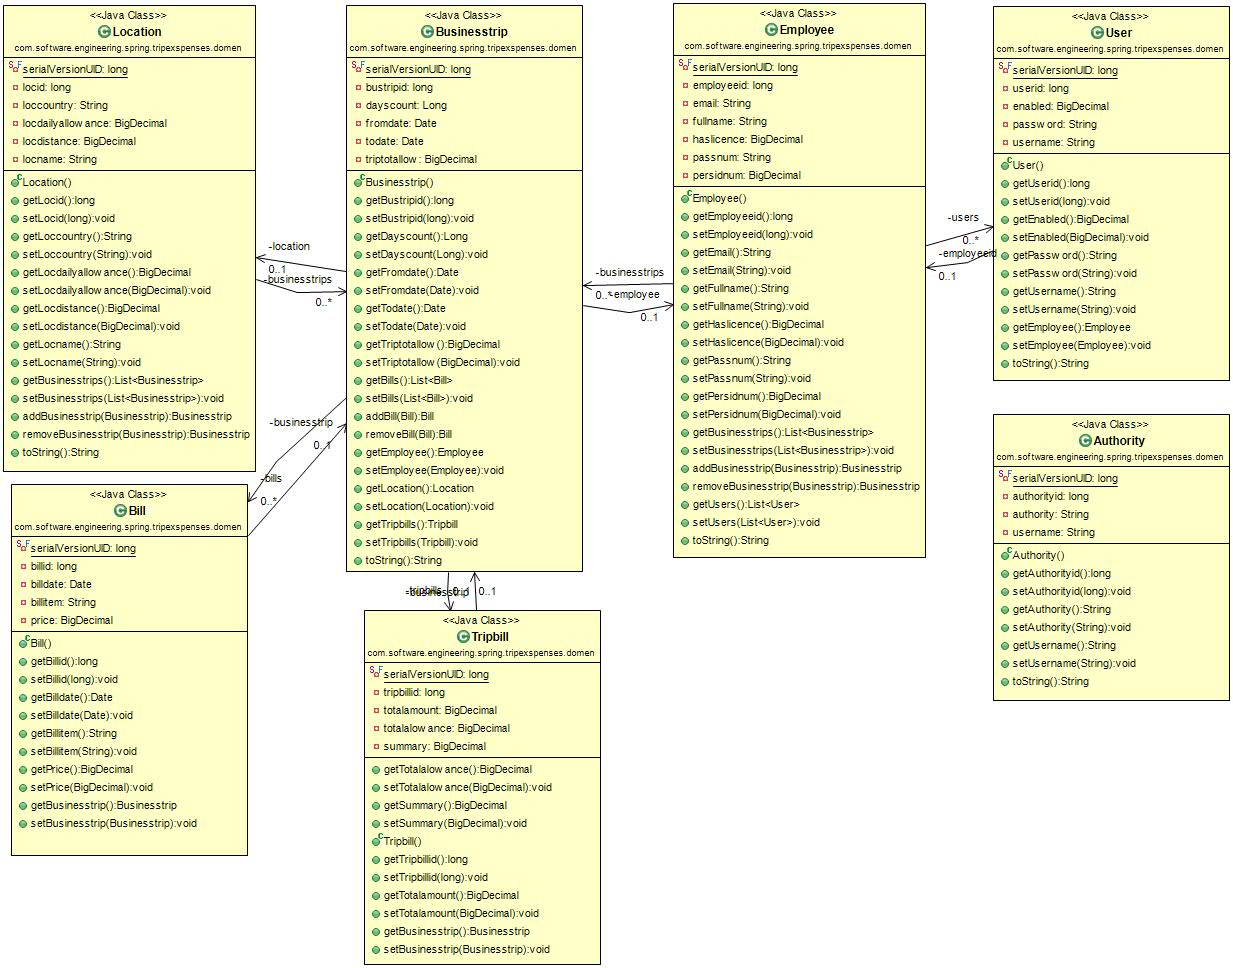 <<Java Class>>
Location
com.software.engineering.spring.tripexspenses.domen
serialVersionUID: long
locid: long
loccountry: String
locdailyallow ance: BigDecimal
locdistance: BigDecimal
locname: String
Location()
getLocid():long
setLocid(long):void
getLoccountry():String
setLoccountry(String):void
getLocdailyallow ance():BigDecimal
setLocdailyallow ance(BigDecimal):void
getLocdistance():BigDecimal
setLocdistance(BigDecimal):void
getLocname():String
setLocname(String):void
getBusinesstrips():List<Businesstrip>
setBusinesstrips(List<Businesstrip>):void
addBusinesstrip(Businesstrip):Businesstrip
removeBusinesstrip(Businesstrip):Businesstrip
toString():String
<<Java Class>>
Businesstrip
com.software.engineering.spring.tripexspenses.domen
serialVersionUID: long
bustripid: long
dayscount: Long
fromdate: Date
todate: Date
triptotallow : BigDecimal
Businesstrip()
getBustripid():long
setBustripid(long):void
getDayscount():Long
setDayscount(Long):void
getFromdate():Date
setFromdate(Date):void
getTodate():Date
setTodate(Date):void
getTriptotallow ():BigDecimal
setTriptotallow (BigDecimal):void
getBills():List<Bill>
setBills(List<Bill>):void
addBill(Bill):Bill
removeBill(Bill):Bill
getEmployee():Employee
setEmployee(Employee):void
getLocation():Location
setLocation(Location):void
getTripbills():Tripbill
setTripbills(Tripbill):void
toString():String
<<Java Class>>
Employee
com.software.engineering.spring.tripexspenses.domen
serialVersionUID: long
employeeid: long
email: String
fullname: String
haslicence: BigDecimal
passnum: String
persidnum: BigDecimal
Employee()
getEmployeeid():long
setEmployeeid(long):void
getEmail():String
setEmail(String):void
getFullname():String
setFullname(String):void
getHaslicence():BigDecimal
setHaslicence(BigDecimal):void
getPassnum():String
setPassnum(String):void
getPersidnum():BigDecimal
setPersidnum(BigDecimal):void
getBusinesstrips():List<Businesstrip>
setBusinesstrips(List<Businesstrip>):void
addBusinesstrip(Businesstrip):Businesstrip
removeBusinesstrip(Businesstrip):Businesstrip
getUsers():List<User>
setUsers(List<User>):void
toString():String
<<Java Class>>
User
com.software.engineering.spring.tripexspenses.domen
serialVersionUID: long
userid: long
enabled: BigDecimal
passw ord: String
username: String
User()
getUserid():long
setUserid(long):void
getEnabled():BigDecimal
setEnabled(BigDecimal):void
getPassw ord():String
setPassw ord(String):void
getUsername():String
setUsername(String):void
getEmployee():Employee
setEmployee(Employee):void
toString():String
-location
0..1
-businesstrips
0..*
-businesstrips
0..*
-employee
0..1
-users
0..*
-employeeid
0..1
-businesstrip
0..1
-bills
0..*
-tripbills
0..1
-businesstrip
0..1
<<Java Class>>
Bill
com.software.engineering.spring.tripexspenses.domen
serialVersionUID: long
billid: long
billdate: Date
billitem: String
price: BigDecimal
Bill()
getBillid():long
setBillid(long):void
getBilldate():Date
setBilldate(Date):void
getBillitem():String
setBillitem(String):void
getPrice():BigDecimal
setPrice(BigDecimal):void
getBusinesstrip():Businesstrip
setBusinesstrip(Businesstrip):void
<<Java Class>>
Tripbill
com.software.engineering.spring.tripexspenses.domen
serialVersionUID: long
tripbillid: long
totalamount: BigDecimal
totalalow ance: BigDecimal
summary: BigDecimal
getTotalalow ance():BigDecimal
setTotalalow ance(BigDecimal):void
getSummary():BigDecimal
setSummary(BigDecimal):void
Tripbill()
getTripbillid():long
setTripbillid(long):void
getTotalamount():BigDecimal
setTotalamount(BigDecimal):void
getBusinesstrip():Businesstrip
setBusinesstrip(Businesstrip):void
<<Java Class>>
Authority
com.software.engineering.spring.tripexspenses.domen
serialVersionUID: long
authorityid: long
authority: String
username: String
Authority()
getAuthorityid():long
setAuthorityid(long):void
getAuthority():String
setAuthority(String):void
getUsername():String
setUsername(String):void
toString():String